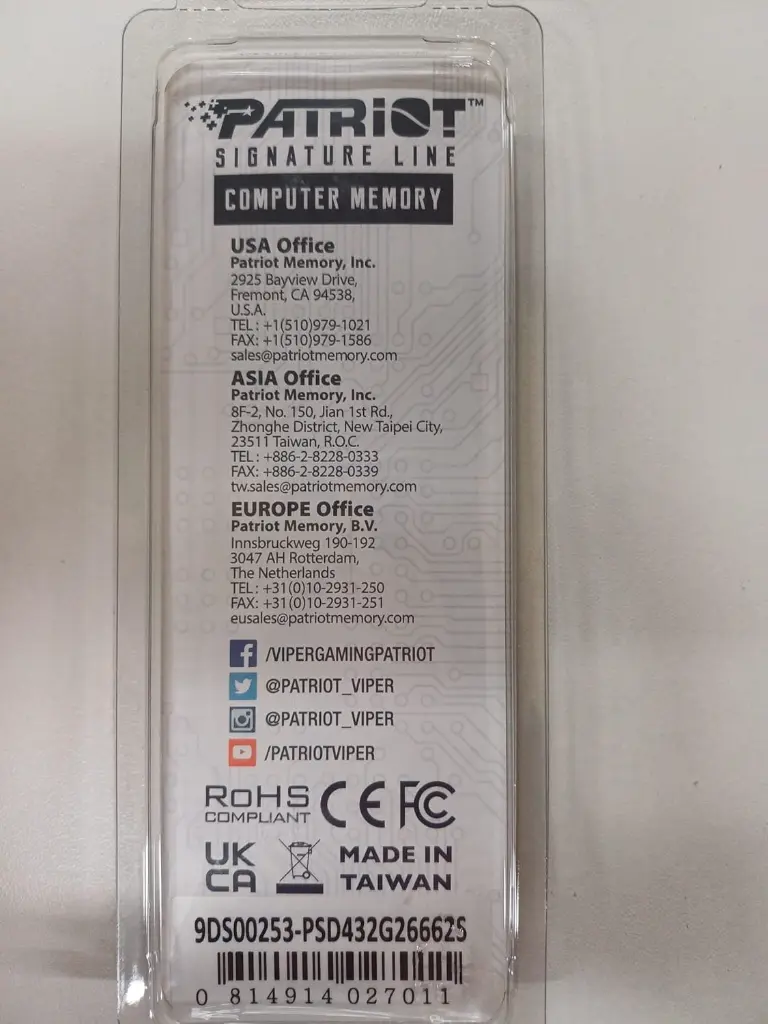 PATRIOT™
SIGNATURE LINE
COMPUTER MEMORY
USA Office
Patriot Memory, Inc.
2925 Bayview Drive,
Fremont, CA 94538,
U.S.A.
TEL : +1(510)979-1021
FAX: +1(510)979-1586
sales@patriotmemory.com
ASIA Office
Patriot Memory, Inc.
8F-2, No. 150, Jian 1st Rd.,
Zhonghe District, New Taipei City,
23511 Taiwan, R.O.C.
TEL : +886-2-8228-0333
FAX: +886-2-8228-0339
tw.sales@patriotmemory.com
EUROPE Office
Patriot Memory, B.V.
Innsbruckweg 190-192
3047 AH Rotterdam,
The Netherlands
TEL : +31(0)10-2931-250
FAX: +31(0)10-2931-251
eusales@patriotmemory.com
/VIPERGAMINGPATRIOT
@PATRIOT_VIPER
@PATRIOT_VIPER
/PATRIOTVIPER
RoHS
COMPLIANT
CE FC
UK
CA
MADE IN
TAIWAN
9DS00253-PSD432G26662S
0 814914 027011